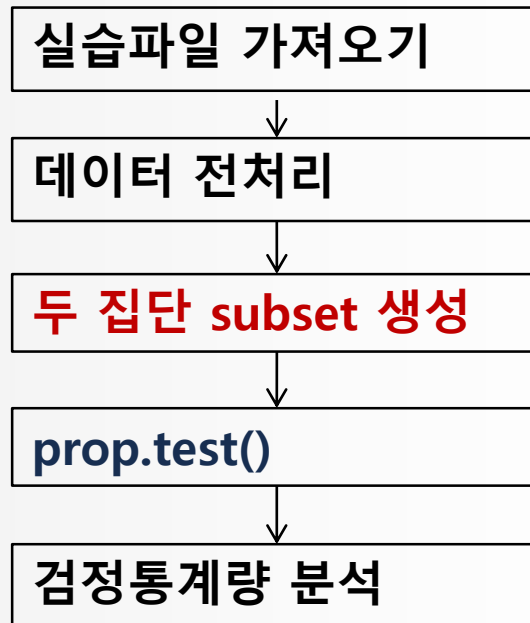 실습파일 가져오기
데이터 전처리
두 집단 subset 생성
prop.test()
검정통계량 분석